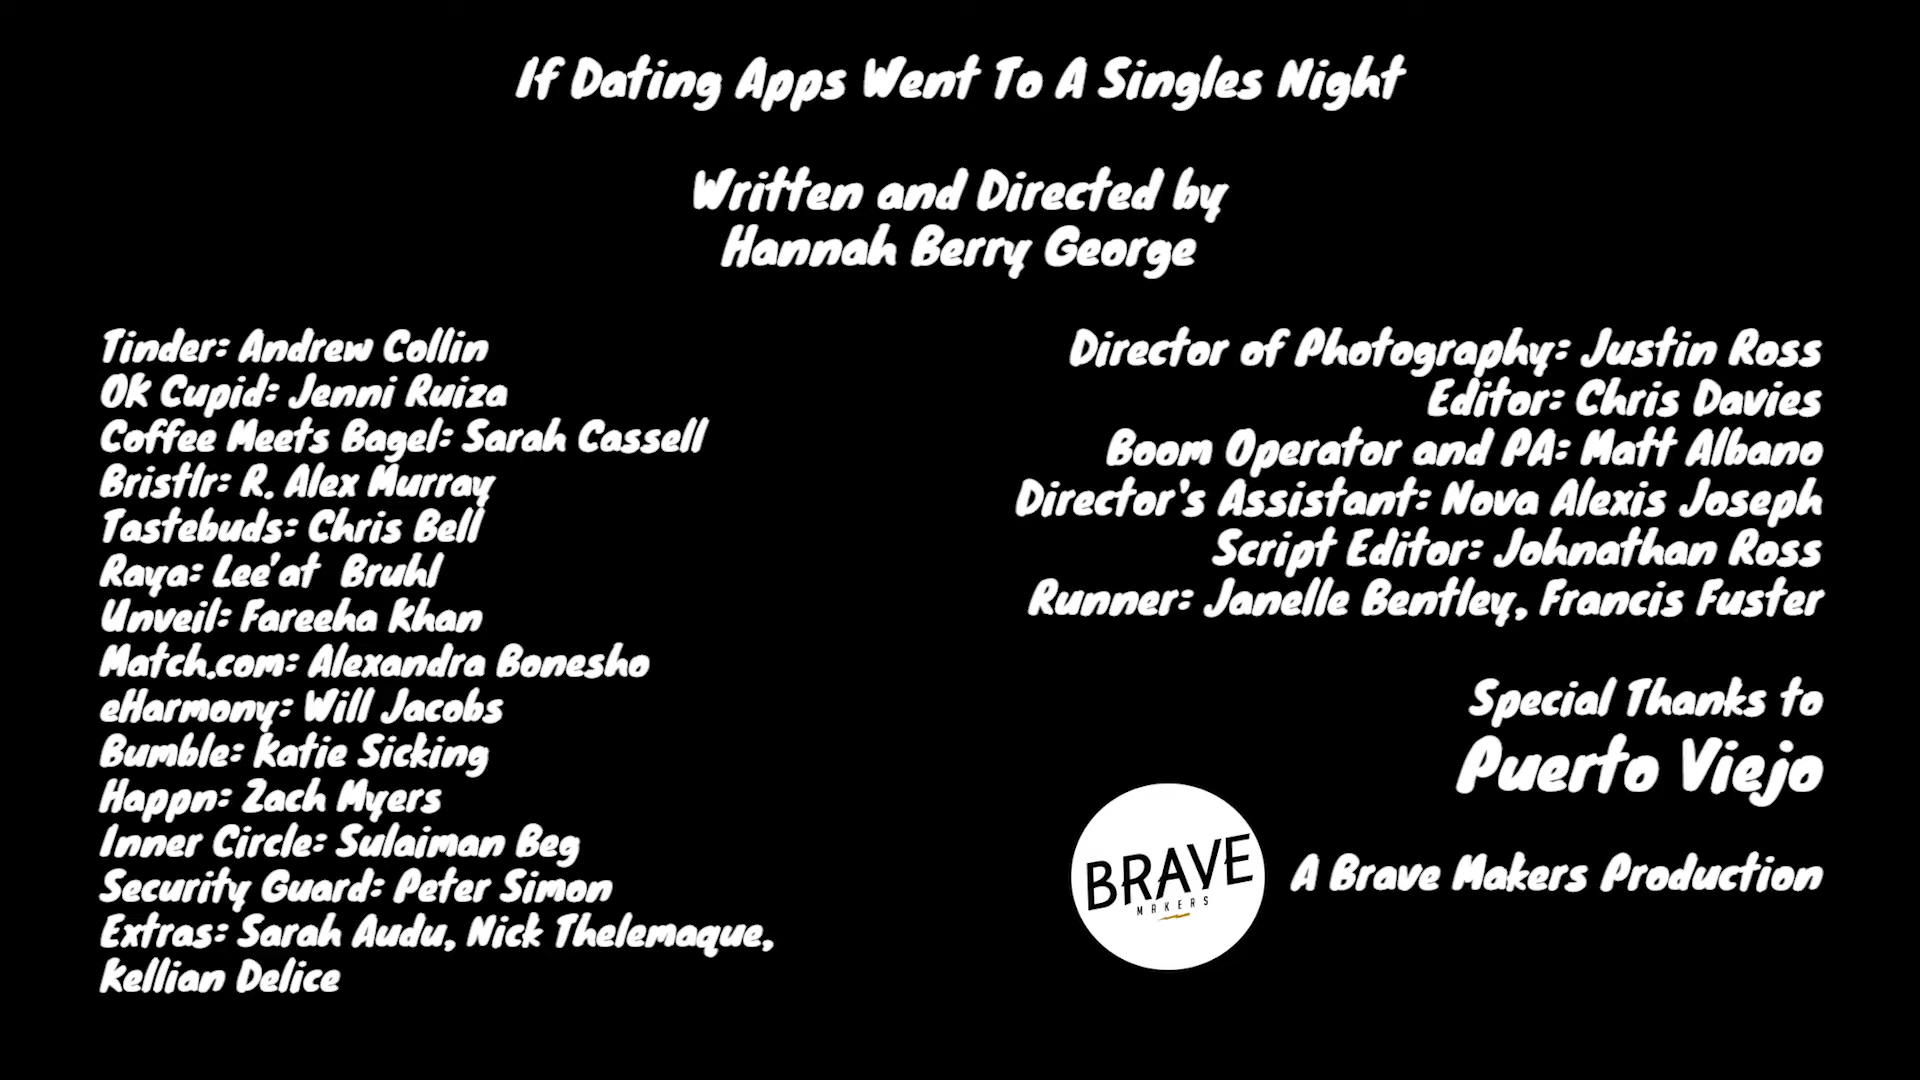 If Dating Apps Went To A Singles Night
Written and Directed by
Hannah Berry George
Tinder: Andrew Collin
OK Cupid: Jenni Ruiza
Coffee Meets Bagel: Sarah Cassell
Bristlr: R. Alex Murray
Tastebuds: Chris Bell
Raya: Lee'at Bruhl
Unveil: Fareeha Khan
Match.com: Alexandra Bonesho
eHarmony: Will Jacobs
Bumble: Katie Sicking
Happn: Zach Myers
Inner Circle: Sulaiman Beg
Security Guard: Peter Simon
Extras: Sarah Audu, Nick Thelemaque,
Kellian Delice
Director of Photography: Justin Ross
Editor: Chris Davies
Boom Operator and PA: Matt Albano
Director's Assistant: Nova Alexis Joseph
Script Editor: Johnathan Ross
Runner: Janelle Bentley, Francis Fuster
Special Thanks to
Puerto Viejo
BRAVE
MAKERS
A Brave Makers Production